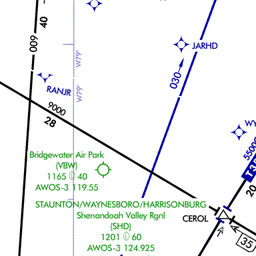 009
40
W79°
W79°
JARHD
030
RANJR
9000
28
5500
Bridgewater Air Park
(VBW)
1165 40
AWOS-3 119.55
STAUNTON/WAYNESBORO/HARRISONBURG
Shenandoah Valley Rgnl
(SHD)
1201 60
AWOS-3 124.925
CEROL
20
35